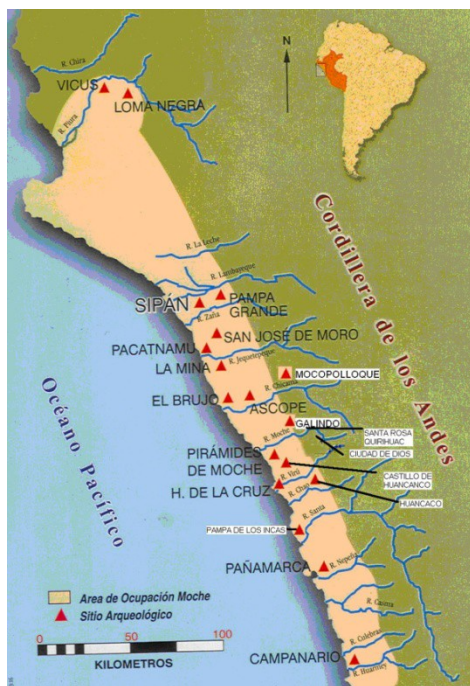 R. Chira
VICUS
LOMA NEGRA
R. Piura
N
R. La Leche
R. Lambayeque
SIPÁN
PAMPA
GRANDE
R. Zaña
SAN JOSE DE MORO
PACATNAMU
R. Jequetepeque
LA MINA
MOCOPOLLOQUE
R. Chicama
EL BRUJO
ASCOPE
GALINDO
SANTA ROSA
QUIRIHUAC
R. Moche
CIUDAD DE DIOS
PIRÁMIDES
DE MOCHE
CASTILLO DE
HUANCANCO
R. Virú
H. DE LA CRUZ
R. Chao
HUANCACO
R. Santa
PAMPA DE LOS INCAS
PAÑAMARCA
R. Nepeña
R. Casma
R. Culebras
CAMPANARIO
R. Huarmey
Océano Pacífico
Cordillera de los Andes
Area de Ocupación Moche
Sitio Arqueológico
0 50 100
KILOMETROS